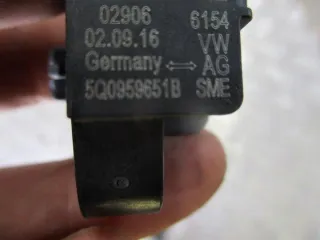 02906 6154
02.09.16 VW
Germany ⟺ AG
5Q0959651B SME